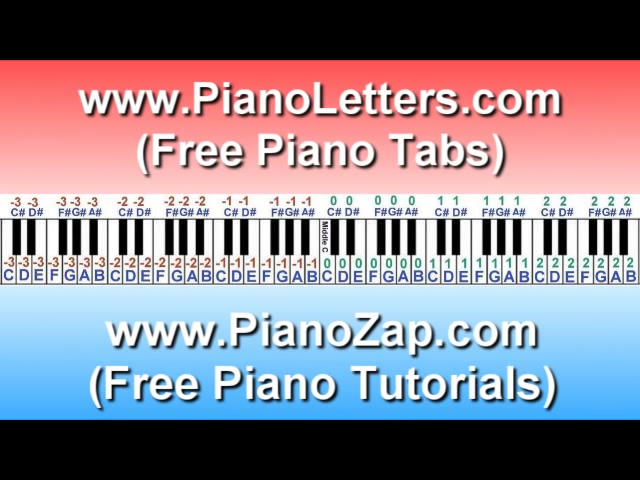 www.PianoLetters.com
(Free Piano Tabs)
-3 -3 -3 -3 -3 -2 -2 -2 -2 -2 -1 -1 -1 -1 -1 0 0 0 0 0 1 1 1 1 1 2 2 2 2 2
C# D# F# G# A# C# D# F# G# A# C# D# F# G# A# C# D# F# G# A# C# D# F# G# A# C# D# F# G# A#
Middle C
-3 -3 -3 -3 -3 -3 -3 -2 -2 -2 -2 -2 -2 -2 -1 -1 -1 -1 -1 -1 -1 0 0 0 0 0 0 0 1 1 1 1 1 1 1 2 2 2 2 2 2 2
C D E F G A B C D E F G A B C D E F G A B C D E F G A B C D E F G A B C D E F G A B
www.PianoZap.com
(Free Piano Tutorials)